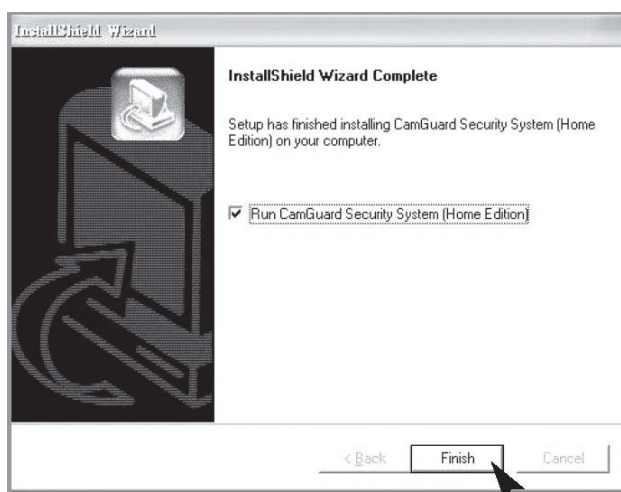 InstallShield Wizard
InstallShield Wizard Complete
Setup has finished installing CamGuard Security System (Home
Edition) on your computer.
Run CamGuard Security System (Home Edition)
< Back
Finish
Cancel